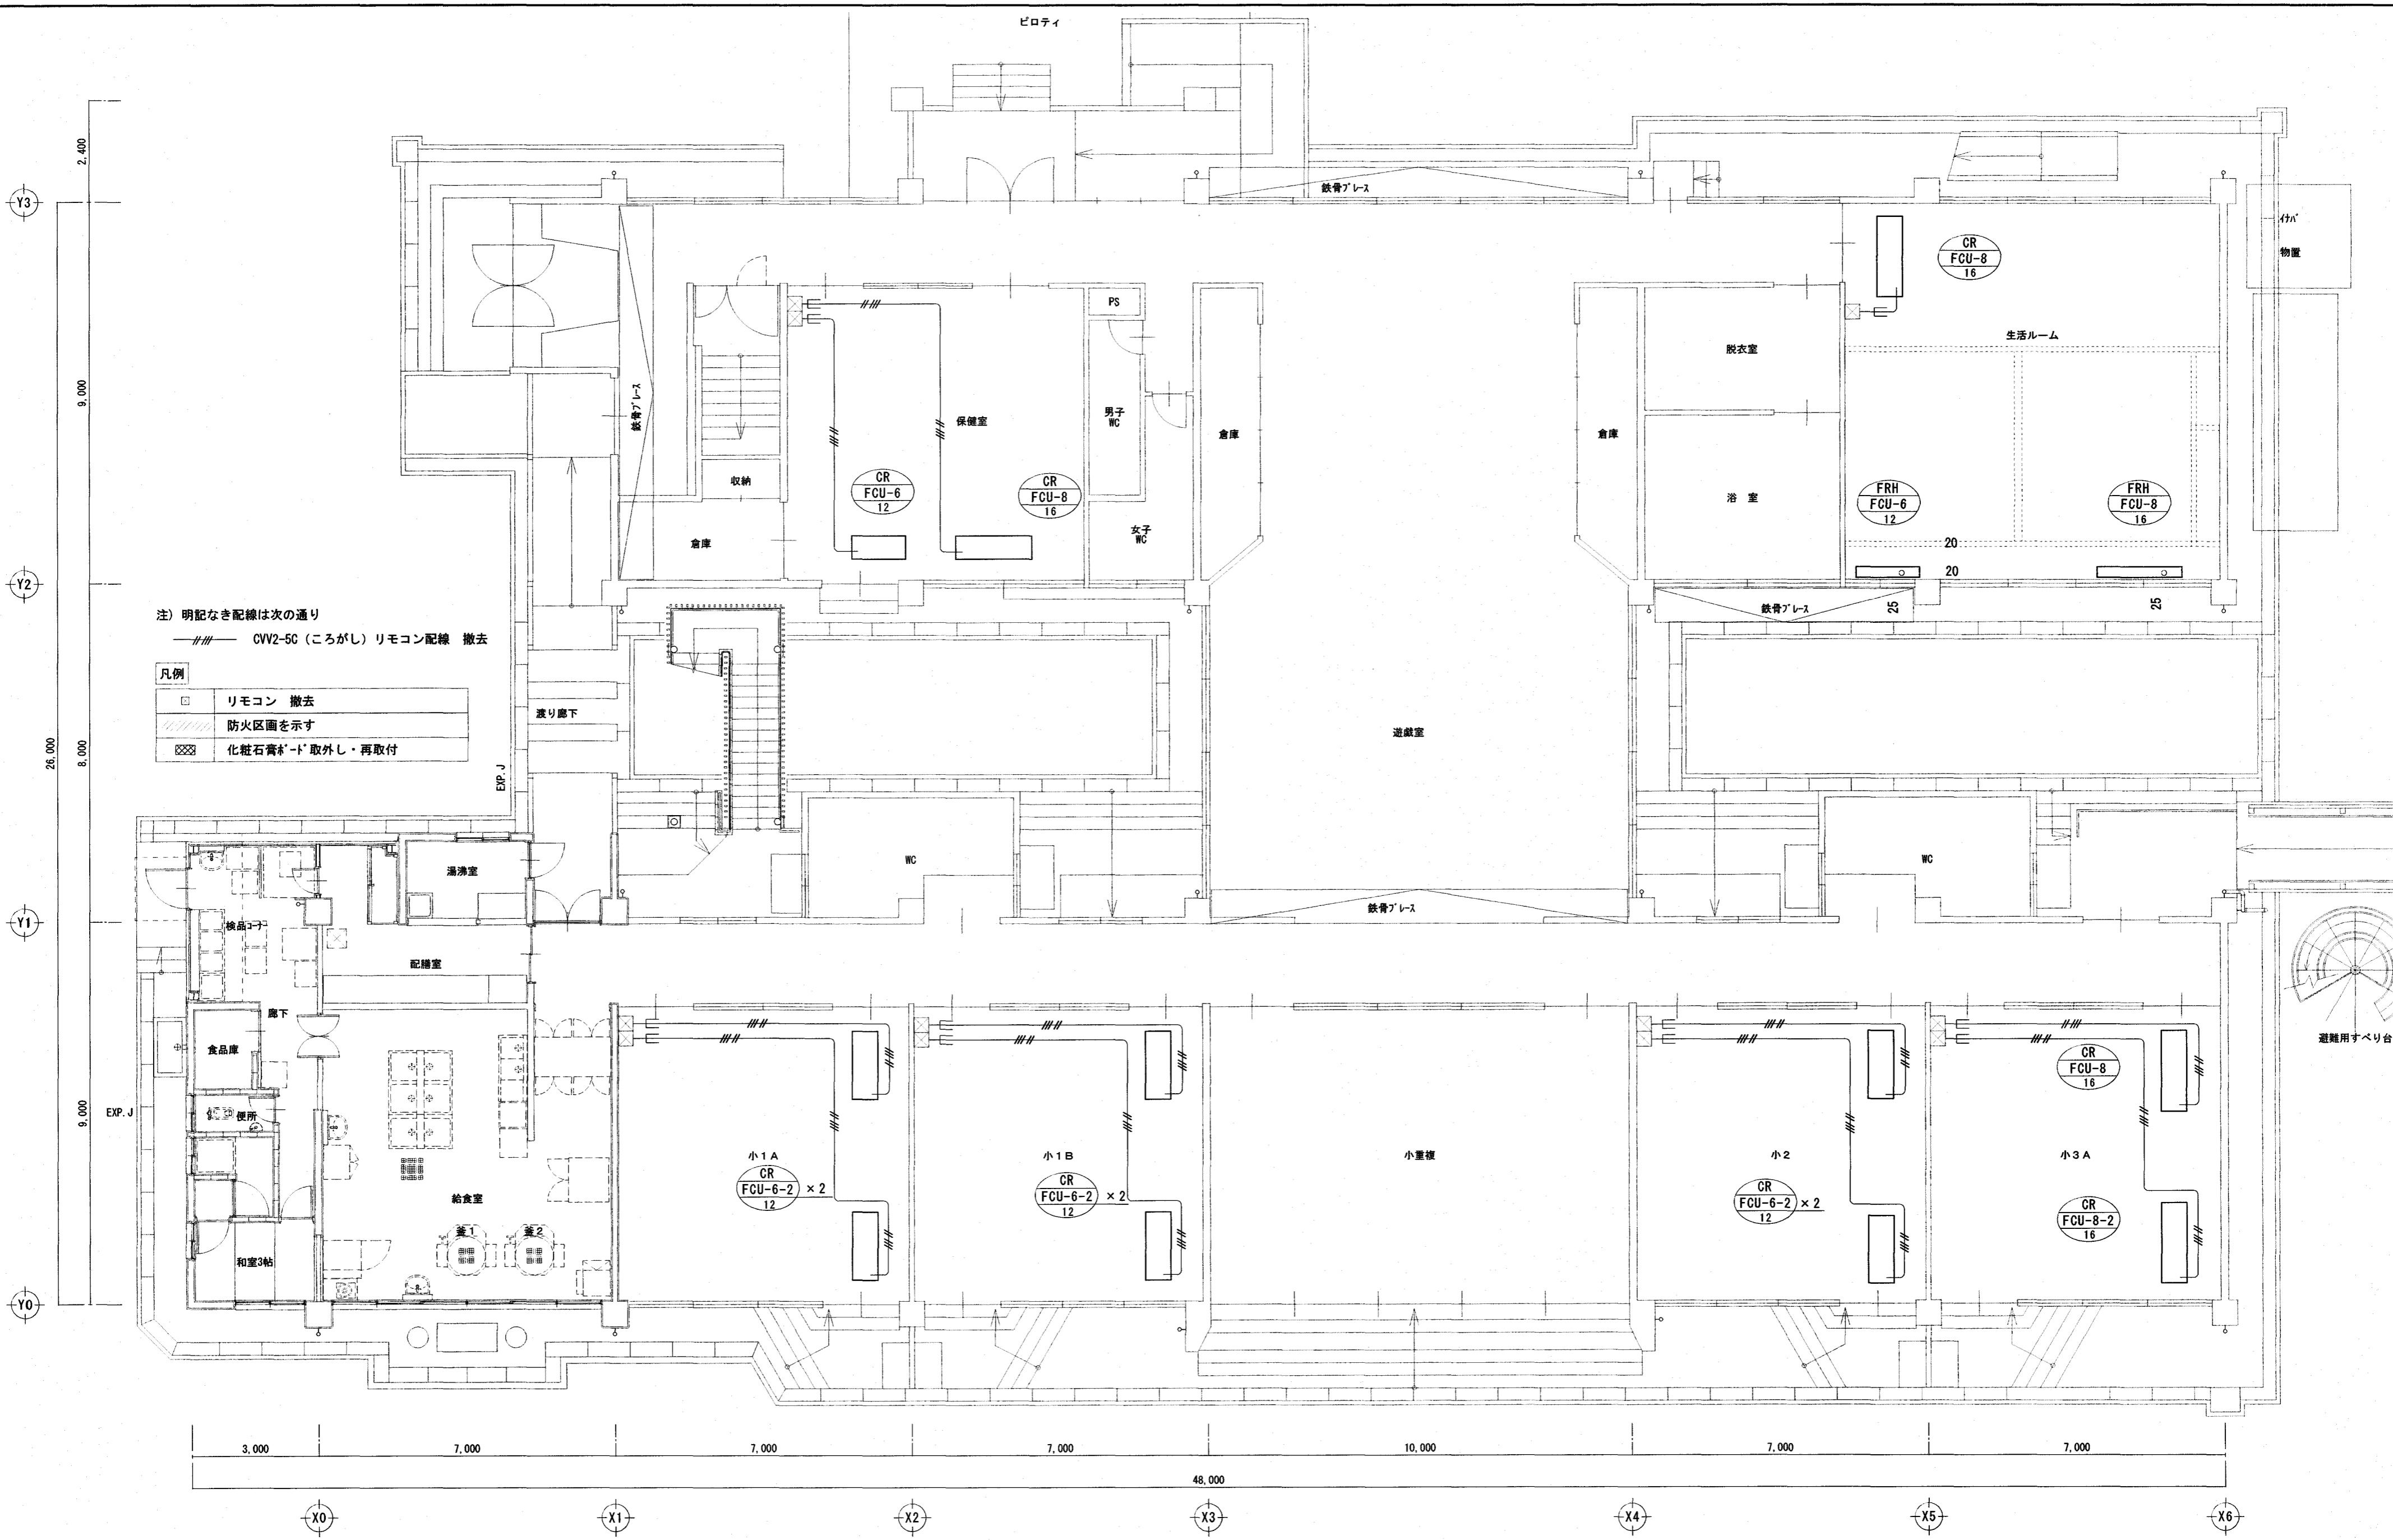 ピロティ
2,400
Y3
鉄骨ブレース
イナバ
物置
CR
FCU-8
16
PS
生活ルーム
脱衣室
9,000
鉄骨ブレース
男子
WC
保健室
倉庫
倉庫
収納
CR
FCU-6
12
CR
FCU-8
16
浴 室
FRH
FCU-6
12
FRH
FCU-8
16
女子
WC
倉庫
20
20
Y2
鉄骨ブレース
25
25
注) 明記なき配線は次の通り
CVV2-5C (ころがし) リモコン配線 撤去
凡例
リモコン 撤去
防火区画を示す
化粧石膏ボード取外し・再取付
渡り廊下
遊戯室
26,000
8,000
EXP.J
湯沸室
WC
WC
Y1
検品コーナー
鉄骨ブレース
配膳室
廊下
食品庫
避難用すべり台
CR
FCU-8
16
9,000
EXP.J
便所
小1A
CR
FCU-6-2
12
×2
小1B
CR
FCU-6-2
12
×2
小重複
小2
CR
FCU-6-2
12
×2
小3A
CR
FCU-8-2
16
給食室
釜1
釜2
和室3帖
Y0
3,000
7,000
7,000
7,000
10,000
7,000
7,000
48,000
X0
X1
X2
X3
X4
X5
X6